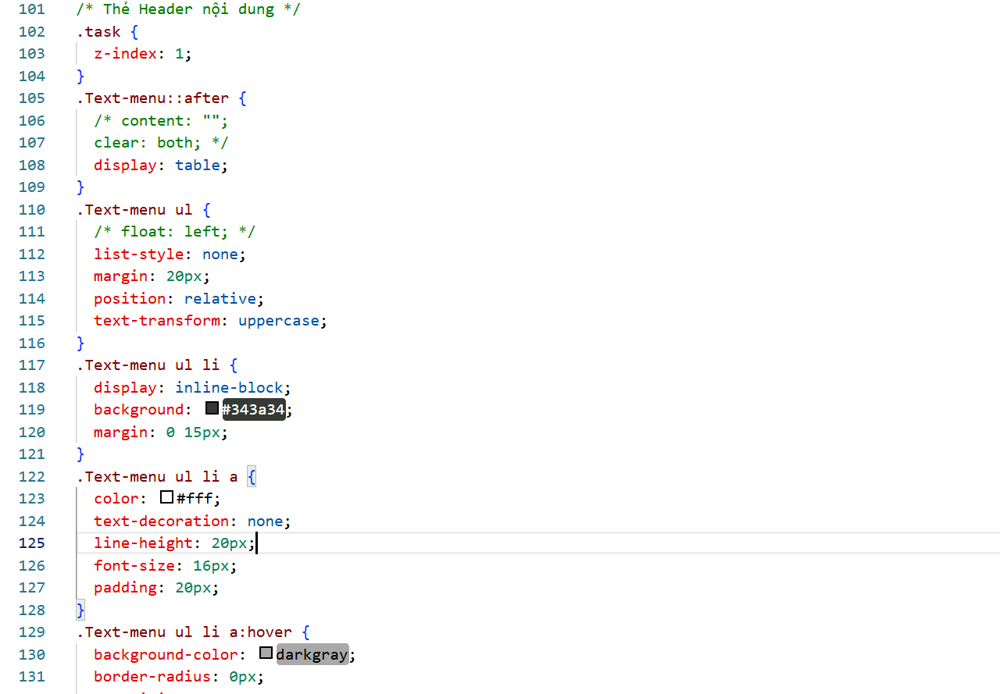 101 /* Thẻ Header nội dung */
102 .task {
103 z-index: 1;
104 }
105 .Text-menu::after {
106 /* content: "";
107 clear: both; */
108 display: table;
109 }
110 .Text-menu ul {
111 /* float: left; */
112 list-style: none;
113 margin: 20px;
114 position: relative;
115 text-transform: uppercase;
116 }
117 .Text-menu ul li {
118 display: inline-block;
119 background: #343a34;
120 margin: 0 15px;
121 }
122 .Text-menu ul li a {
123 color: #fff;
124 text-decoration: none;
125 line-height: 20px;
126 font-size: 16px;
127 padding: 20px;
128 }
129 .Text-menu ul li a:hover {
130 background-color: darkgray;
131 border-radius: 0px;